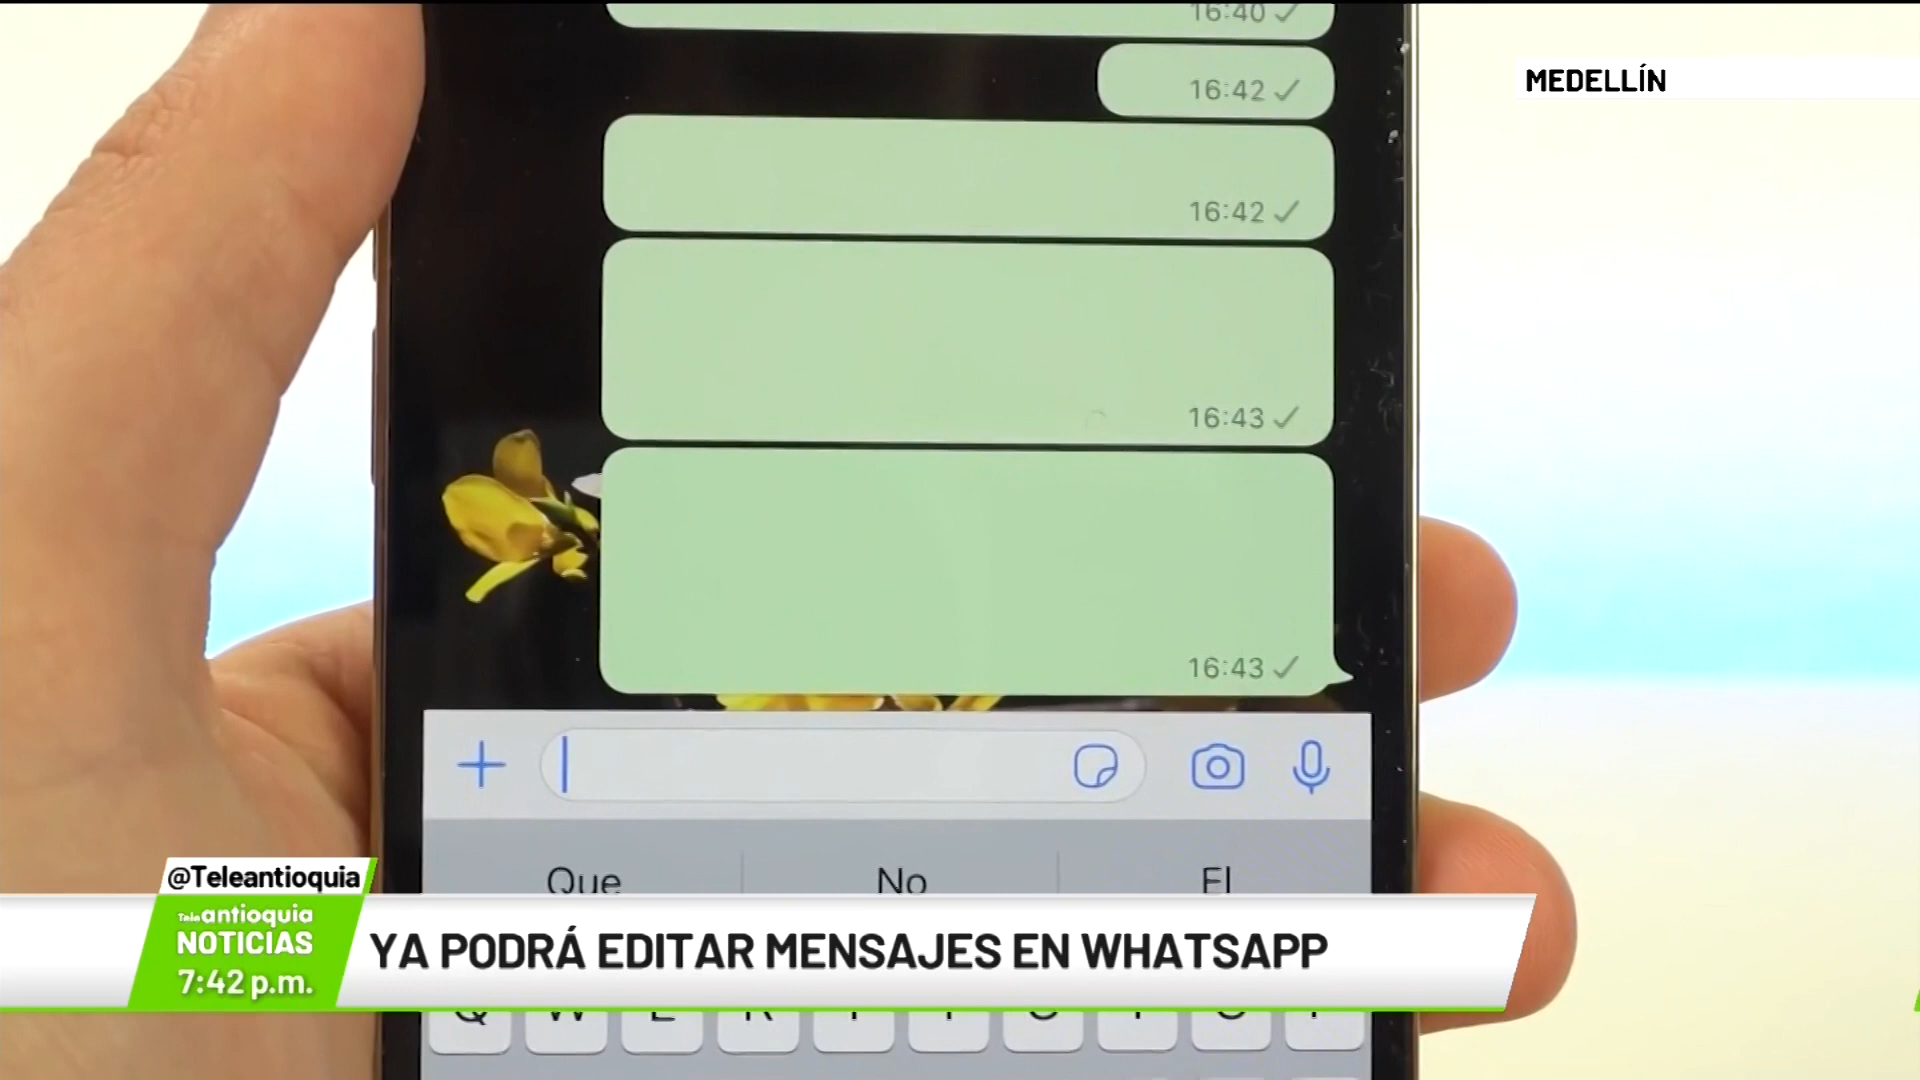 16:40
MEDELLÍN
16:42
16:42
16:43
16:43
Que No El
@Teleantioquia
Teleantioquia
NOTICIAS
7:42 p.m.
YA PODRÁ EDITAR MENSAJES EN WHATSAPP